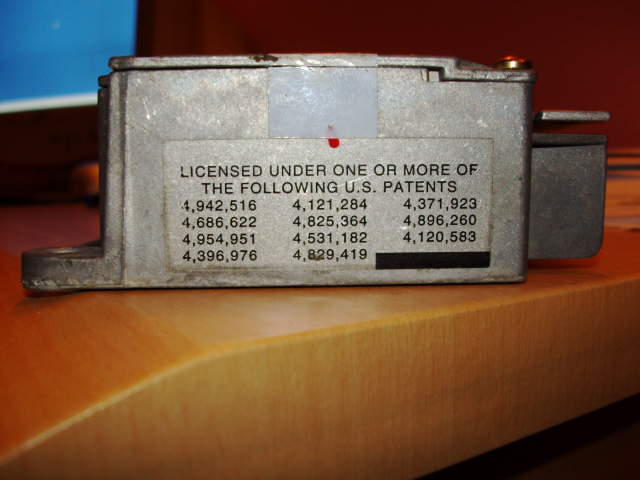 LICENSED UNDER ONE OR MORE OF
THE FOLLOWING U.S. PATENTS
4,942,516 4,121,284 4,371,923
4,686,622 4,825,364 4,896,260
4,954,951 4,531,182 4,120,583
4,396,976 4,829,419